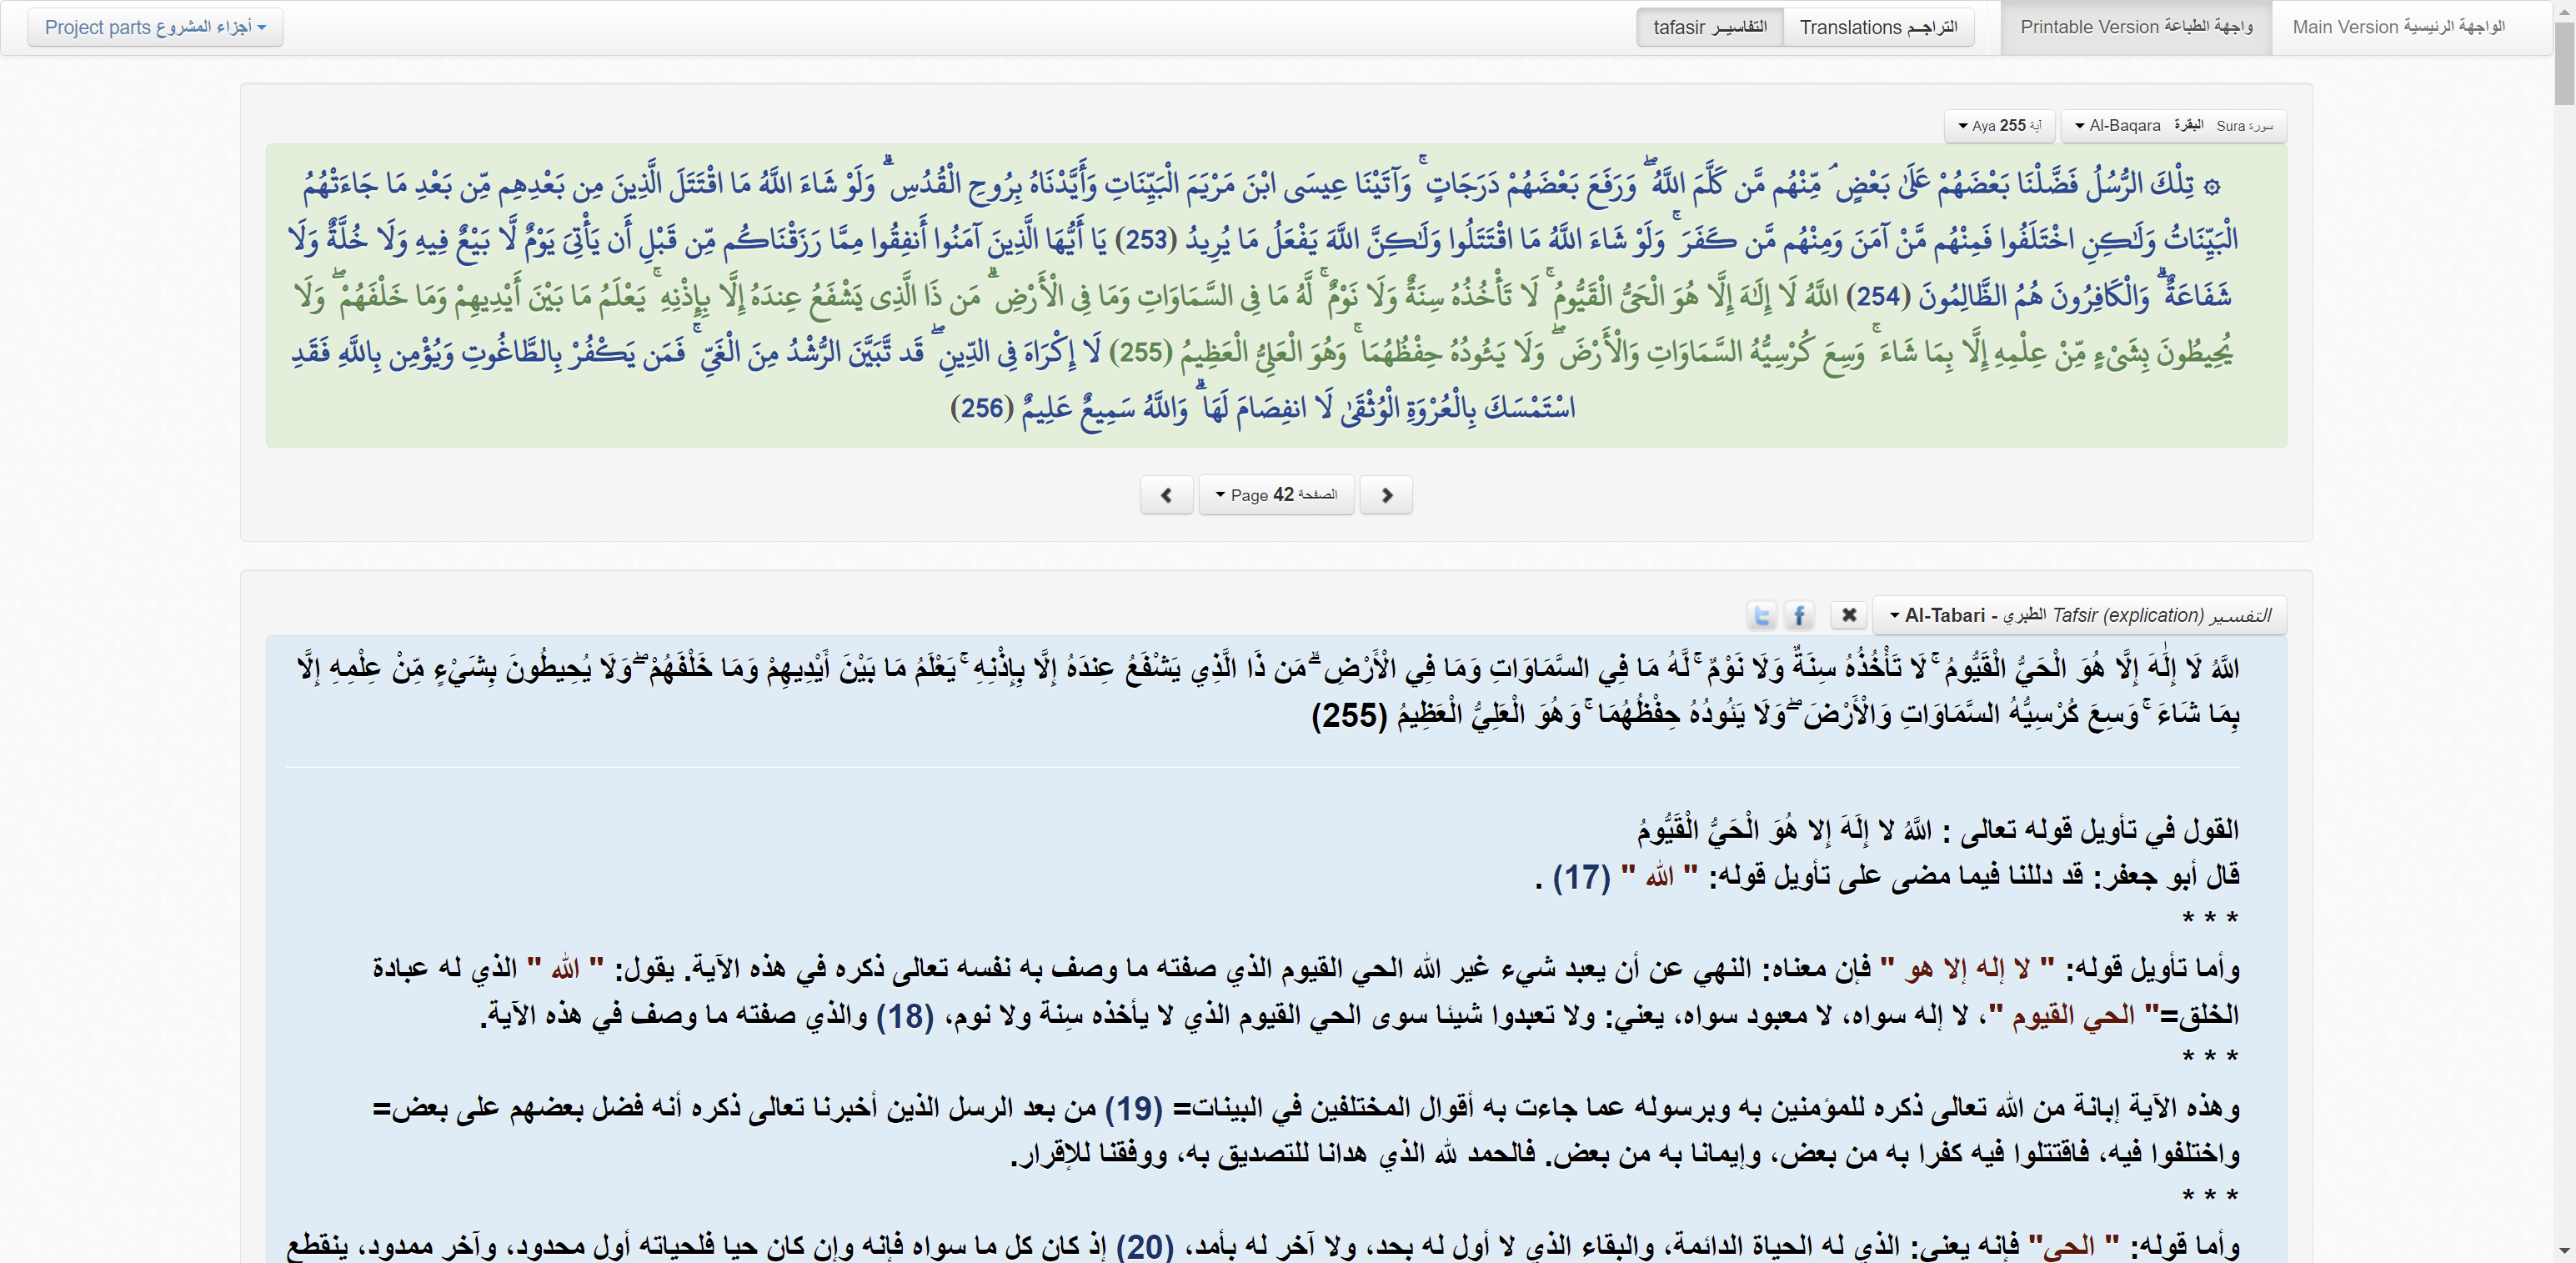 Main Version الواجهة الرئيسية
Printable Version واجهة الطباعة
Translations التراجــم
tafasir التفاسيــر
Project parts أجزاء المشروع
سورة Sura البقرة Al-Baqara
آية Aya 255
۞ تِلْكَ الرُّسُلُ فَضَّلْنَا بَعْضَهُمْ عَلَىٰ بَعْضٍ ۘ مِّنْهُم مَّن كَلَّمَ اللَّهُ ۖ وَرَفَعَ بَعْضَهُمْ دَرَجَاتٍ ۚ وَآتَيْنَا عِيسَى ابْنَ مَرْيَمَ الْبَيِّنَاتِ وَأَيَّدْنَاهُ بِرُوحِ الْقُدُسِ ۗ وَلَوْ شَاءَ اللَّهُ مَا اقْتَتَلَ الَّذِينَ مِن بَعْدِهِم مِّن بَعْدِ مَا جَاءَتْهُمُ
الْبَيِّنَاتُ وَلَٰكِنِ اخْتَلَفُوا فَمِنْهُم مَّنْ آمَنَ وَمِنْهُم مَّن كَفَرَ ۚ وَلَوْ شَاءَ اللَّهُ مَا اقْتَتَلُوا وَلَٰكِنَّ اللَّهَ يَفْعَلُ مَا يُرِيدُ (253) يَا أَيُّهَا الَّذِينَ آمَنُوا أَنفِقُوا مِمَّا رَزَقْنَاكُم مِّن قَبْلِ أَن يَأْتِيَ يَوْمٌ لَّا بَيْعٌ فِيهِ وَلَا خُلَّةٌ وَلَا
شَفَاعَةٌ ۗ وَالْكَافِرُونَ هُمُ الظَّالِمُونَ (254) اللَّهُ لَا إِلَٰهَ إِلَّا هُوَ الْحَيُّ الْقَيُّومُ ۚ لَا تَأْخُذُهُ سِنَةٌ وَلَا نَوْمٌ ۚ لَّهُ مَا فِي السَّمَاوَاتِ وَمَا فِي الْأَرْضِ ۗ مَن ذَا الَّذِي يَشْفَعُ عِندَهُ إِلَّا بِإِذْنِهِ ۚ يَعْلَمُ مَا بَيْنَ أَيْدِيهِمْ وَمَا خَلْفَهُمْ ۖ وَلَا
يُحِيطُونَ بِشَيْءٍ مِّنْ عِلْمِهِ إِلَّا بِمَا شَاءَ ۚ وَسِعَ كُرْسِيُّهُ السَّمَاوَاتِ وَالْأَرْضَ ۖ وَلَا يَئُودُهُ حِفْظُهُمَا ۚ وَهُوَ الْعَلِيُّ الْعَظِيمُ (255) لَا إِكْرَاهَ فِي الدِّينِ ۖ قَد تَّبَيَّنَ الرُّشْدُ مِنَ الْغَيِّ ۚ فَمَن يَكْفُرْ بِالطَّاغُوتِ وَيُؤْمِن بِاللَّهِ فَقَدِ
اسْتَمْسَكَ بِالْعُرْوَةِ الْوُثْقَىٰ لَا انفِصَامَ لَهَا ۗ وَاللَّهُ سَمِيعٌ عَلِيمٌ (256)
الصفحة Page 42
التفسير Tafsir (explication) الطبري - Al-Tabari
اللَّهُ لَا إِلَٰهَ إِلَّا هُوَ الْحَيُّ الْقَيُّومُ ۚ لَا تَأْخُذُهُ سِنَةٌ وَلَا نَوْمٌ ۚ لَّهُ مَا فِي السَّمَاوَاتِ وَمَا فِي الْأَرْضِ ۗ مَن ذَا الَّذِي يَشْفَعُ عِندَهُ إِلَّا بِإِذْنِهِ ۚ يَعْلَمُ مَا بَيْنَ أَيْدِيهِمْ وَمَا خَلْفَهُمْ ۖ وَلَا يُحِيطُونَ بِشَيْءٍ مِّنْ عِلْمِهِ إِلَّا
بِمَا شَاءَ ۚ وَسِعَ كُرْسِيُّهُ السَّمَاوَاتِ وَالْأَرْضَ ۖ وَلَا يَئُودُهُ حِفْظُهُمَا ۚ وَهُوَ الْعَلِيُّ الْعَظِيمُ (255)
القول في تأويل قوله تعالى : اللَّهُ لا إِلَهَ إِلا هُوَ الْحَيُّ الْقَيُّومُ
قال أبو جعفر: قد دللنا فيما مضى على تأويل قوله: " الله " (17) .
* * *
وأما تأويل قوله: " لا إله إلا هو " فإن معناه: النهي عن أن يعبد شيء غير الله الحي القيوم الذي صفته ما وصف به نفسه تعالى ذكره في هذه الآية. يقول: " الله " الذي له عبادة
الخلق=" الحي القيوم "، لا إله سواه، لا معبود سواه، يعني: ولا تعبدوا شيئا سوى الحي القيوم الذي لا يأخذه سِنة ولا نوم، (18) والذي صفته ما وصف في هذه الآية.
* * *
وهذه الآية إبانة من الله تعالى ذكره للمؤمنين به وبرسوله عما جاءت به أقوال المختلفين في البينات= (19) من بعد الرسل الذين أخبرنا تعالى ذكره أنه فضل بعضهم على بعض=
واختلفوا فيه، فاقتتلوا فيه كفرا به من بعض، وإيمانا به من بعض. فالحمد لله الذي هدانا للتصديق به، ووفقنا للإقرار.
* * *
وأما قوله: " الحي" فإنه يعني: الذي له الحياة الدائمة، والبقاء الذي لا أول له بحد، ولا آخر له بأمد، (20) إذ كان كل ما سواه فإنه وإن كان حيا فلحياته أول محدود، وآخر ممدود، ينقطع